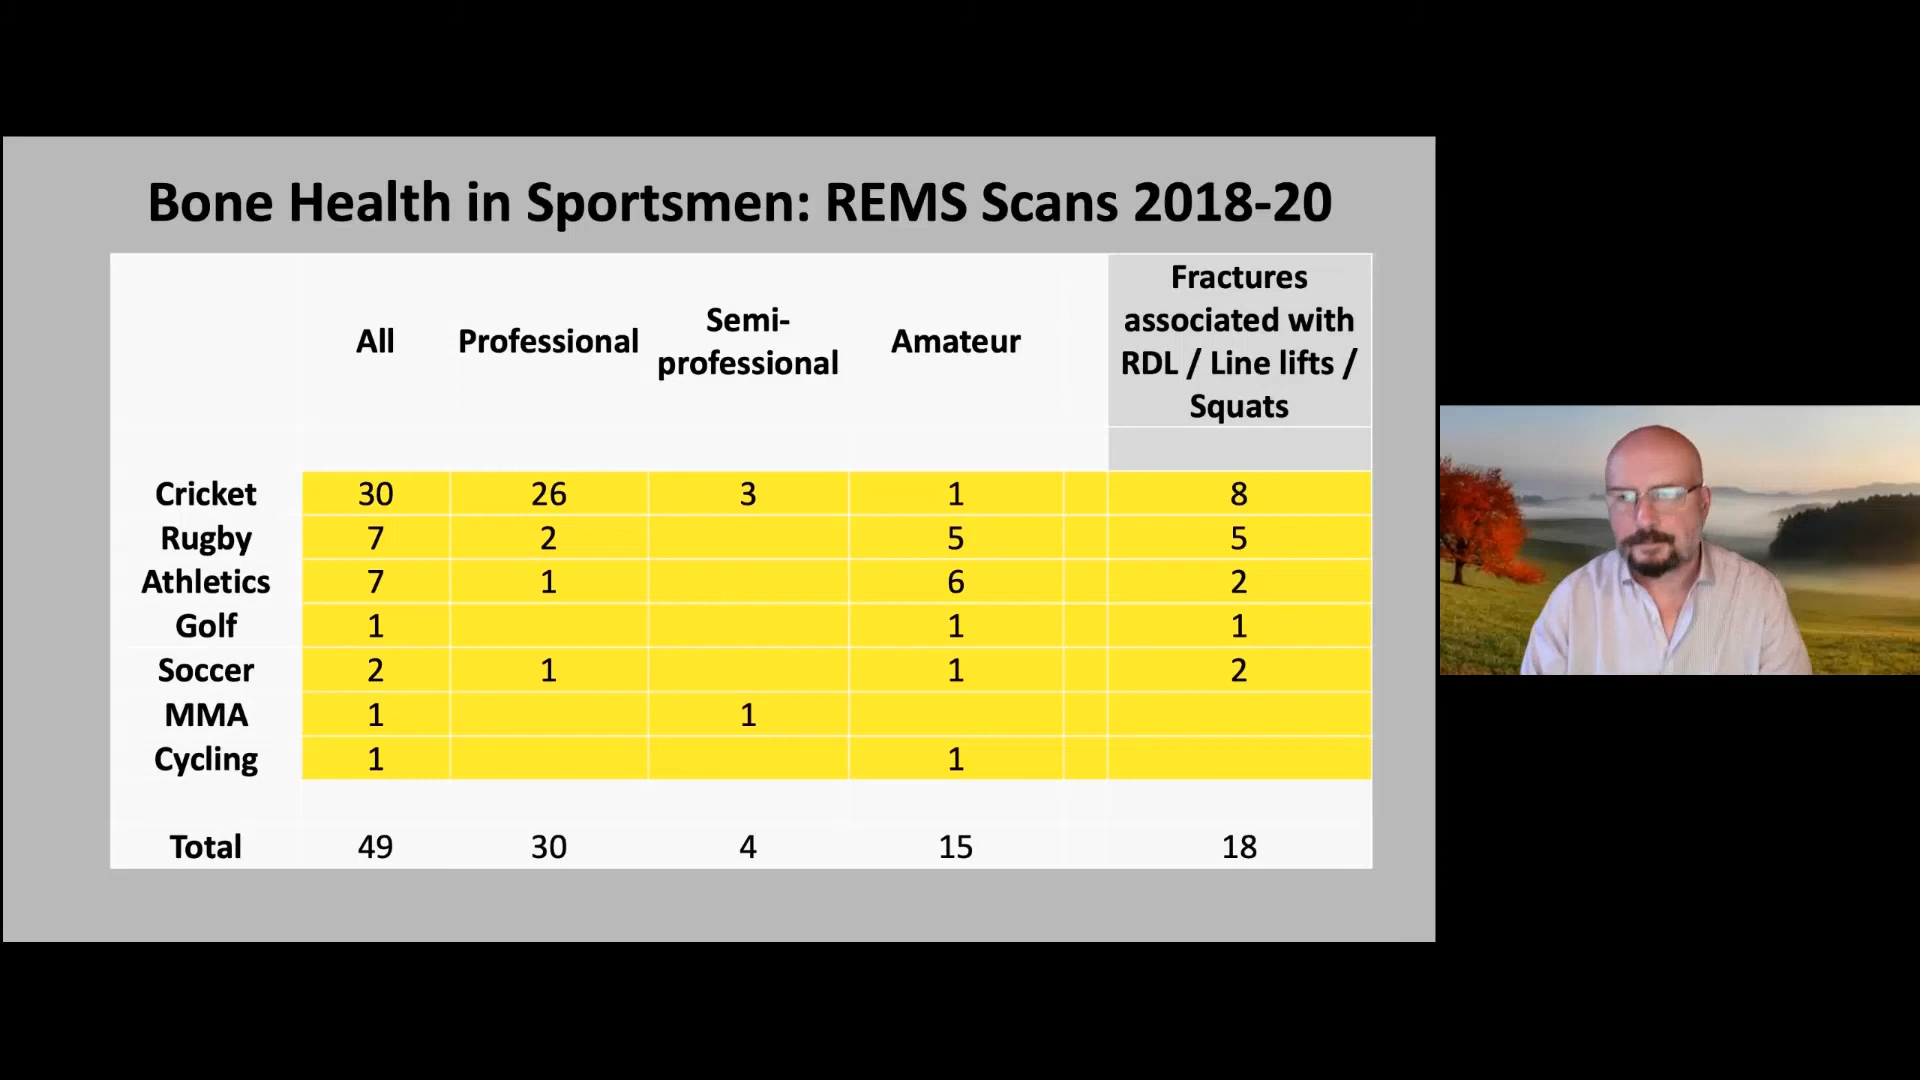 Bone Health in Sportsmen: REMS Scans 2018-20
All Professional Semi-professional Amateur Fractures associated with RDL / Line lifts / Squats
Cricket 30 26 3 1 8
Rugby 7 2 5 5
Athletics 7 1 6 2
Golf 1 1 1
Soccer 2 1 1 2
MMA 1 1
Cycling 1 1
Total 49 30 4 15 18